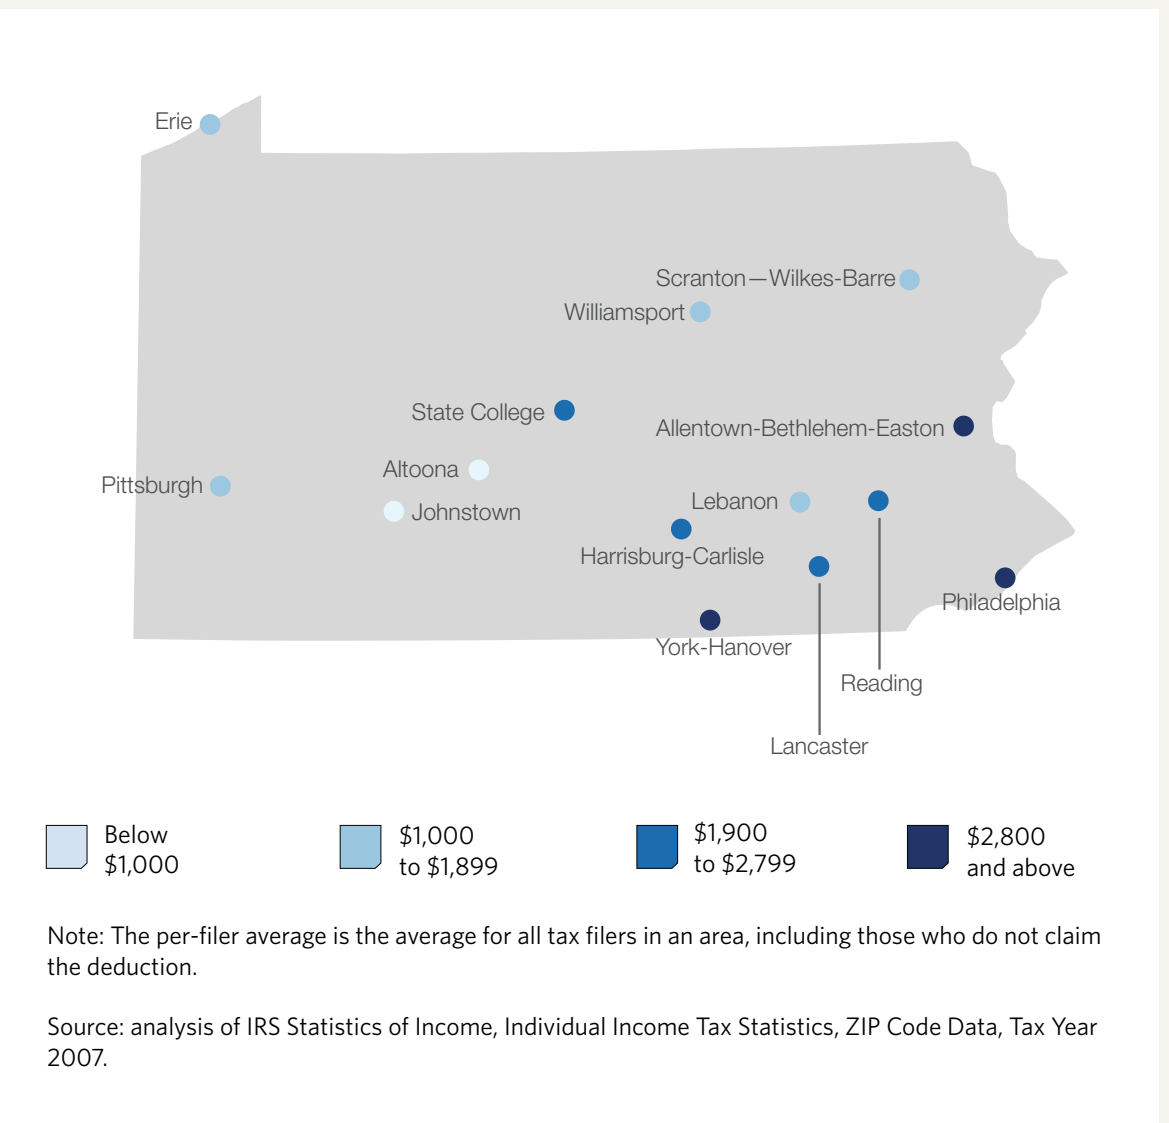 Erie
Scranton—Wilkes-Barre
Williamsport
State College
Allentown-Bethlehem-Easton
Altoona
Pittsburgh
Johnstown
Lebanon
Harrisburg-Carlisle
Philadelphia
York-Hanover
Reading
Lancaster
Below
$1,000
$1,000
to $1,899
$1,900
to $2,799
$2,800
and above
Note: The per-filer average is the average for all tax filers in an area, including those who do not claim
the deduction.
Source: analysis of IRS Statistics of Income, Individual Income Tax Statistics, ZIP Code Data, Tax Year
2007.